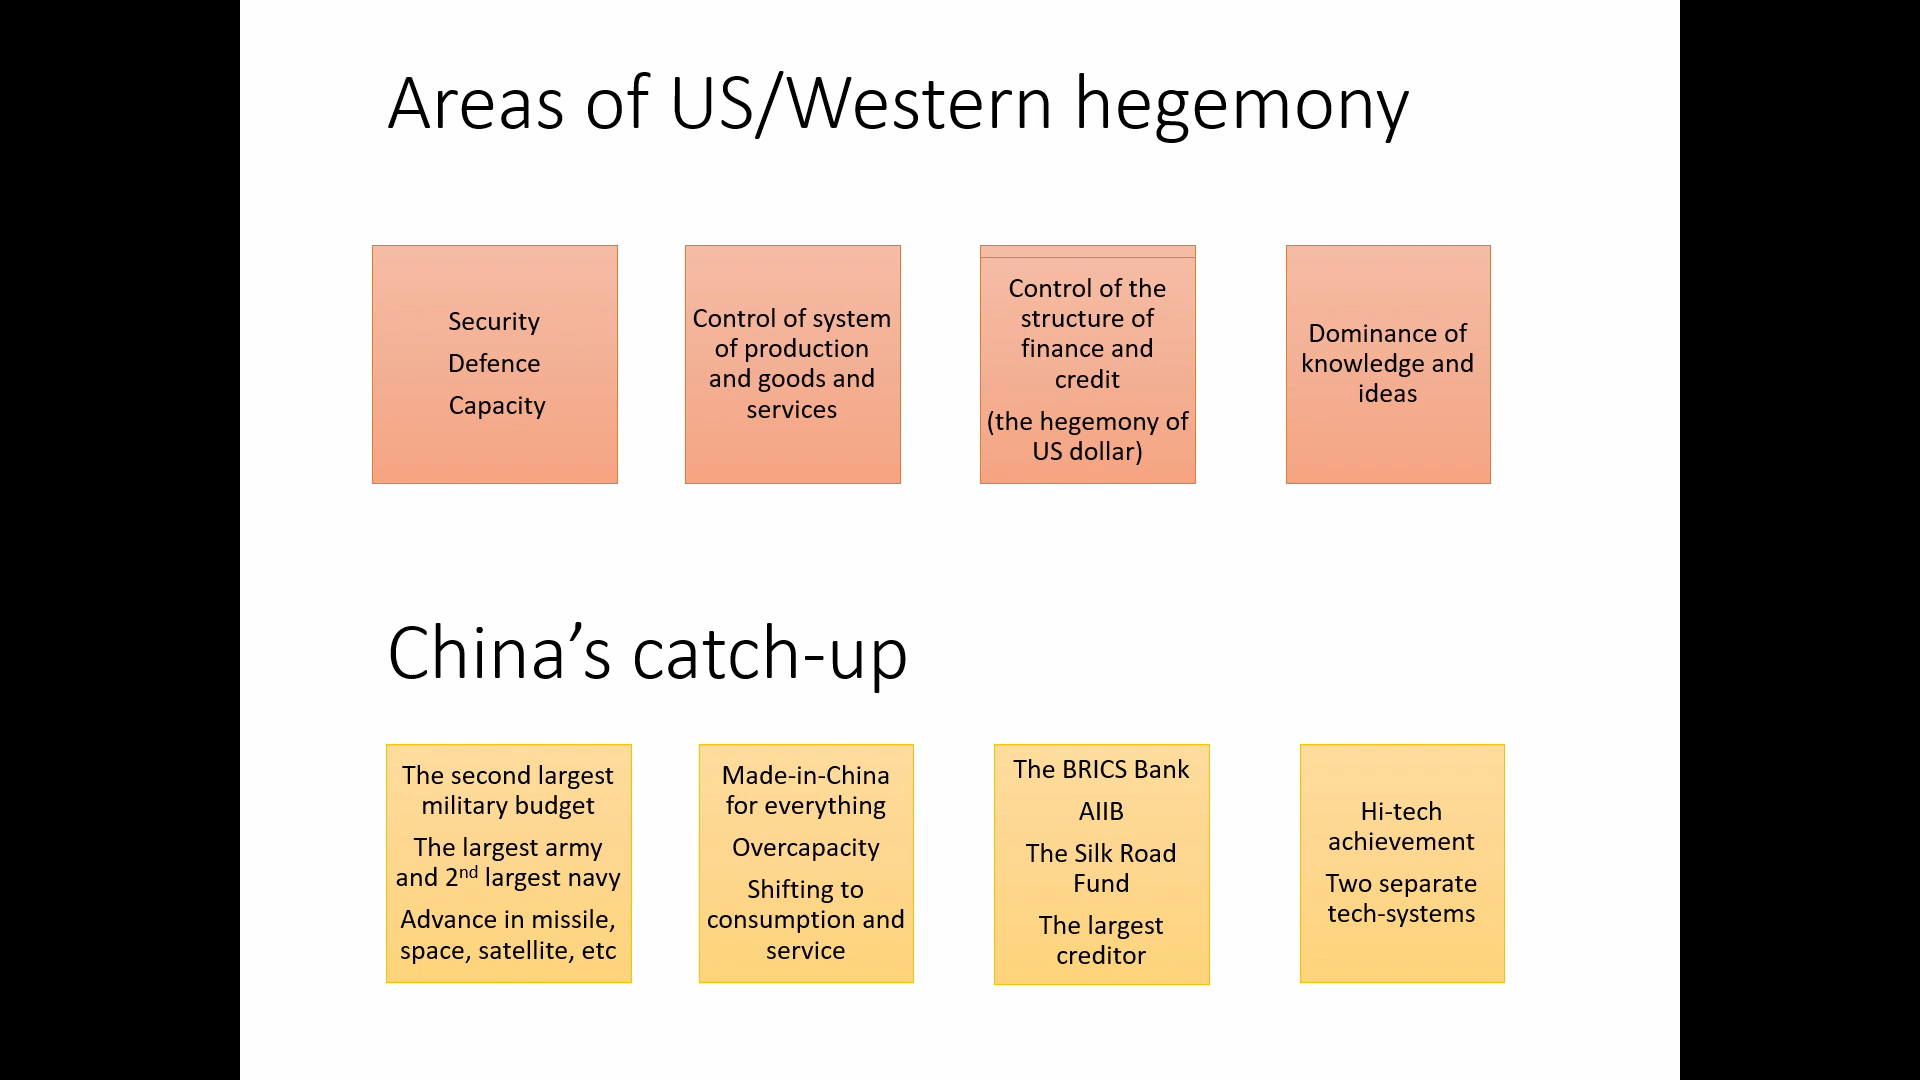 Areas of US/Western hegemony
Security
Defence
Capacity
Control of system
of production
and goods and
services
Control of the
structure of
finance and
credit
(the hegemony of
US dollar)
Dominance of
knowledge and
ideas
China’s catch-up
The second largest
military budget
The largest army
and 2nd largest navy
Advance in missile,
space, satellite, etc
Made-in-China
for everything
Overcapacity
Shifting to
consumption and
service
The BRICS Bank
AIIB
The Silk Road
Fund
The largest
creditor
Hi-tech
achievement
Two separate
tech-systems